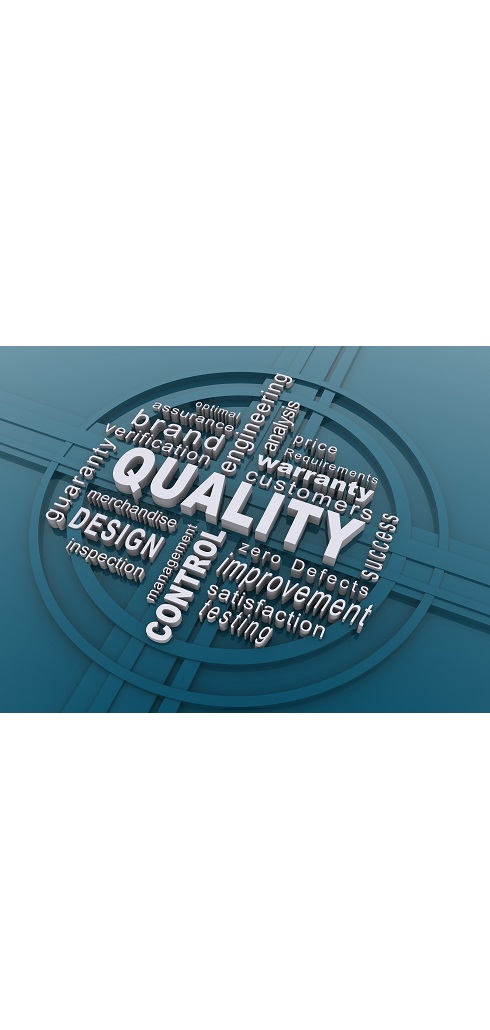 optimal
assurance
brand
verification
guaranty
engineering
analysis
price
Requirements
warranty
customers
QUALITY
merchandise
DESIGN
inspection
management
CONTROL
success
zero Defects
improvement
satisfaction
testing